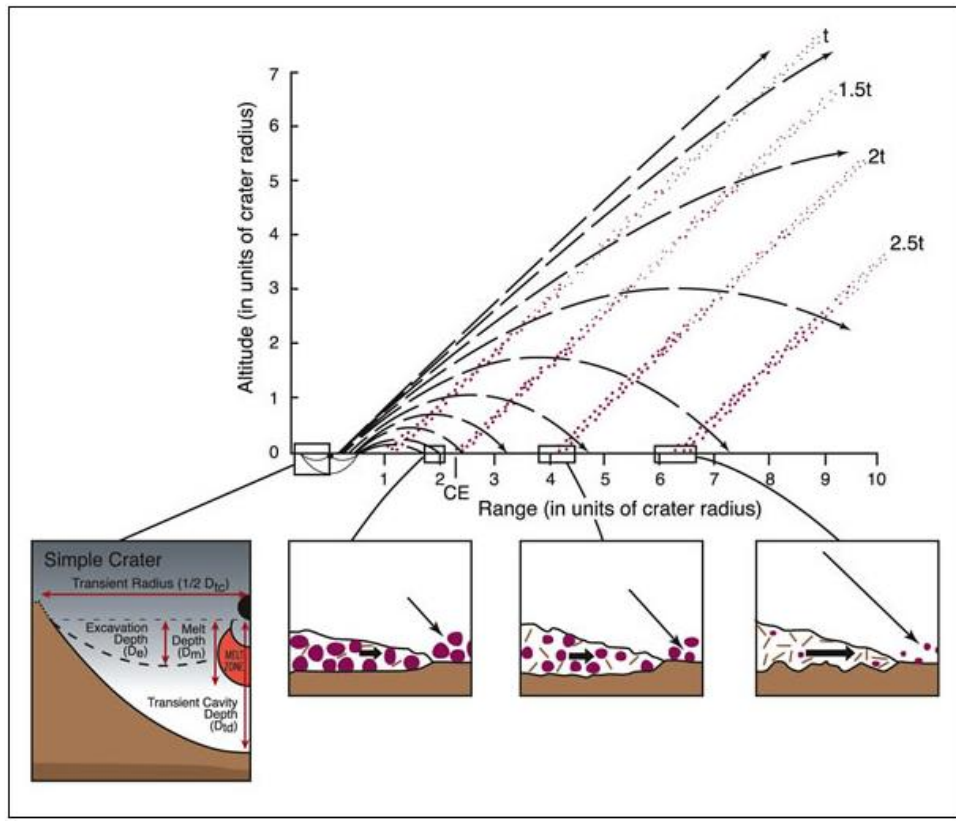 t
7
1.5t
6
5
2t
4
2.5t
3
2
1
0
Altitude (in units of crater radius)
1 2 3 4 5 6 7 8 9 10
CE
Range (in units of crater radius)
Simple Crater
Transient Radius (1/2 Dtc)
Excavation
Depth
(De)
Melt
Depth
(Dm)
MELT
ZONE
Transient Cavity
Depth
(Dtd)